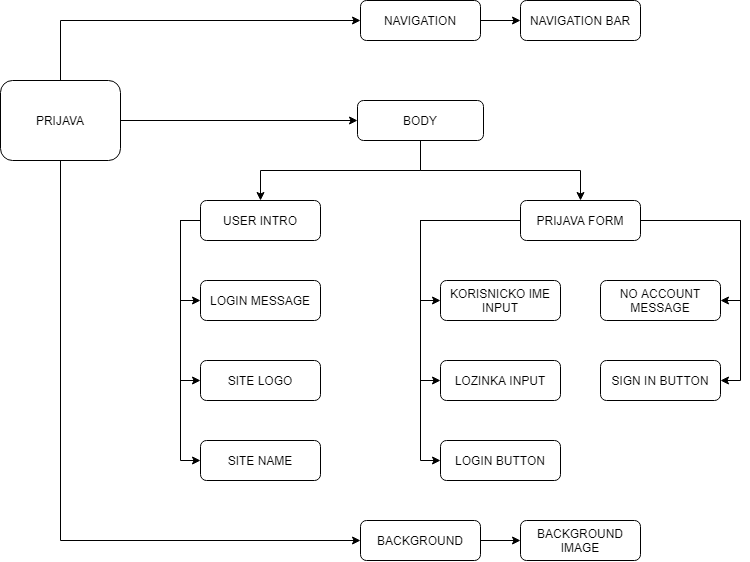 NAVIGATION
NAVIGATION BAR
PRIJAVA
BODY
USER INTRO
PRIJAVA FORM
LOGIN MESSAGE
KORISNICKO IME
INPUT
NO ACCOUNT
MESSAGE
SITE LOGO
LOZINKA INPUT
SIGN IN BUTTON
SITE NAME
LOGIN BUTTON
BACKGROUND
BACKGROUND
IMAGE